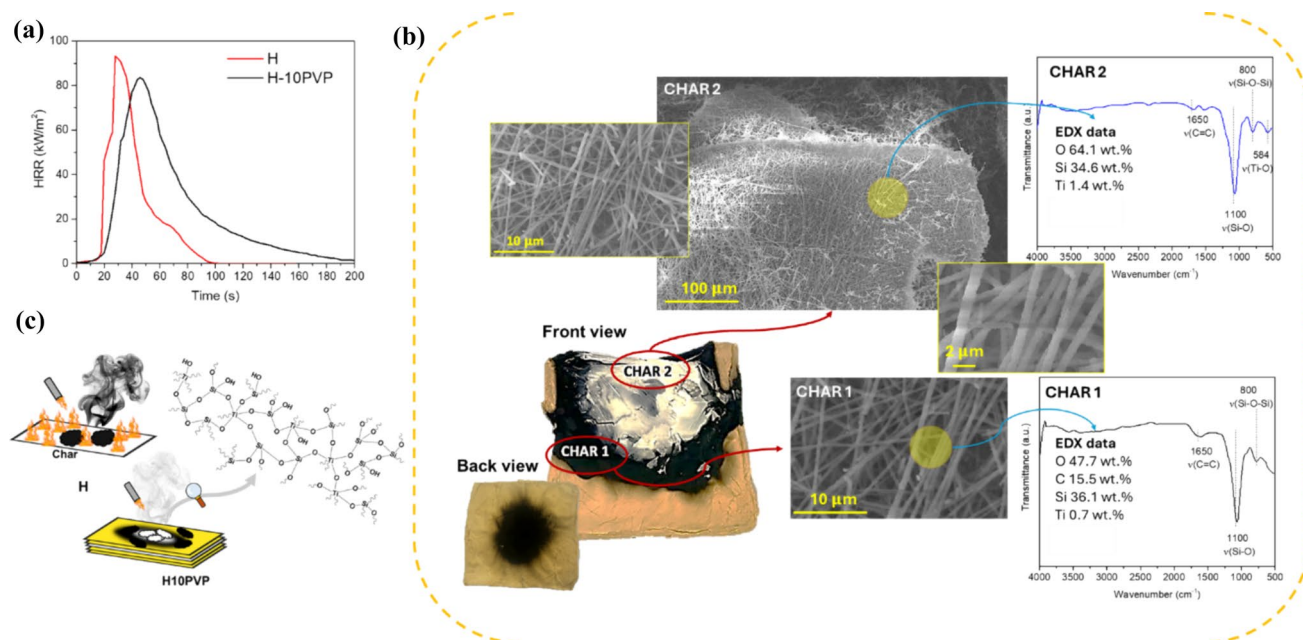 (a)
100
80
60
40
20
0
HRR (kW/m²)
H
H-10PVP
0 20 40 60 80 100 120 140 160 180 200
Time (s)
(b)
CHAR 2
10 µm
100 µm
CHAR 2
800
ν(Si-O-Si)
1650
ν(C=C)
EDX data
O 64.1 wt.%
Si 34.6 wt.%
Ti 1.4 wt.%
584
ν(Ti-O)
1100
ν(Si-O)
Transmittance (a.u.)
4000 3500 3000 2500 2000 1500 1000 500
Wavenumber (cm⁻¹)
2 µm
Front view
CHAR 2
CHAR 1
Back view
CHAR 1
10 µm
CHAR 1
800
ν(Si-O-Si)
1650
ν(C=C)
EDX data
O 47.7 wt.%
C 15.5 wt.%
Si 36.1 wt.%
Ti 0.7 wt.%
1100
ν(Si-O)
Transmittance (a.u.)
4000 3500 3000 2500 2000 1500 1000 500
Wavenumber (cm⁻¹)
(c)
Char
H
H10PVP